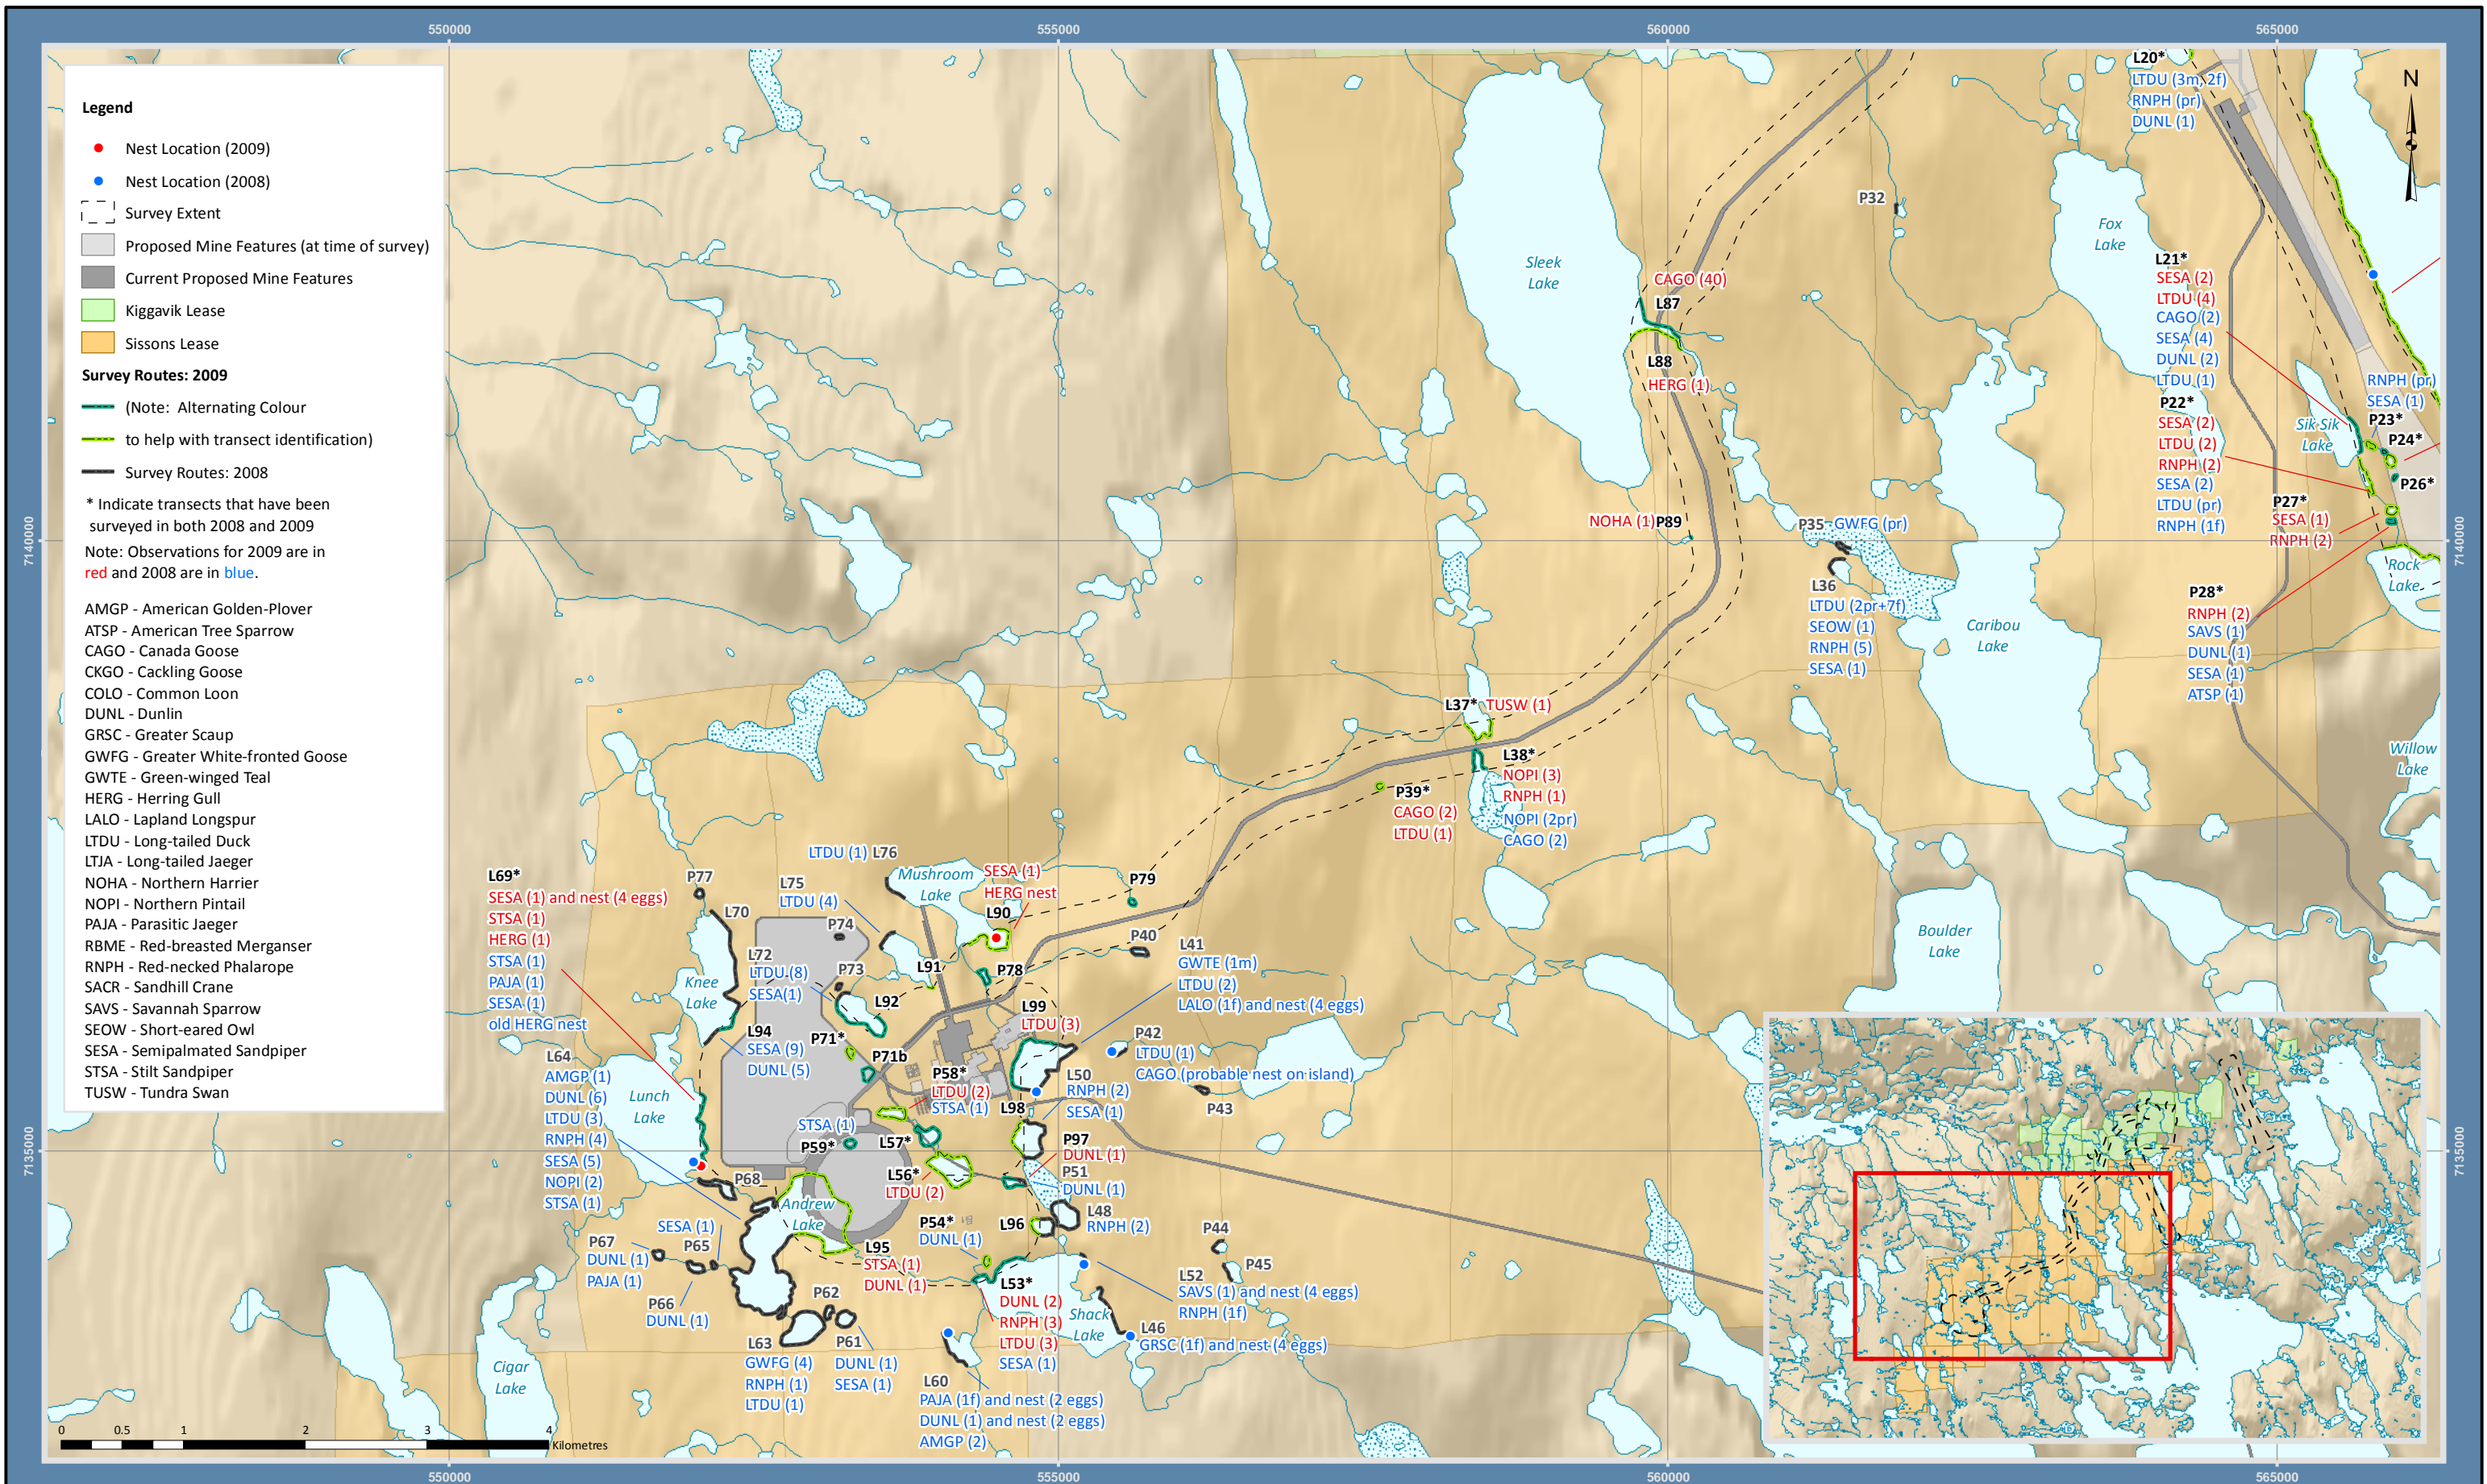 550000
555000
560000
565000
Legend
Nest Location (2009)
Nest Location (2008)
Survey Extent
Proposed Mine Features (at time of survey)
Current Proposed Mine Features
Kiggavik Lease
Sissons Lease
Survey Routes: 2009
(Note: Alternating Colour
to help with transect identification)
Survey Routes: 2008
* Indicate transects that have been
surveyed in both 2008 and 2009
Note: Observations for 2009 are in
red and 2008 are in blue.
AMGP - American Golden-Plover
ATSP - American Tree Sparrow
CAGO - Canada Goose
CKGO - Cackling Goose
COLO - Common Loon
DUNL - Dunlin
GRSC - Greater Scaup
GWFG - Greater White-fronted Goose
GWTE - Green-winged Teal
HERG - Herring Gull
LALO - Lapland Longspur
LTDU - Long-tailed Duck
LTJA - Long-tailed Jaeger
NOHA - Northern Harrier
NOPI - Northern Pintail
PAJA - Parasitic Jaeger
RBME - Red-breasted Merganser
RNPH - Red-necked Phalarope
SACR - Sandhill Crane
SAVS - Savannah Sparrow
SEOW - Short-eared Owl
SESA - Semipalmated Sandpiper
STSA - Stilt Sandpiper
TUSW - Tundra Swan
7140000
7135000
L20*
LTDU (3m, 2f)
RNPH (pr)
DUNL (1)
N
P32
Fox
Lake
Sleek
Lake
CAGO (40)
L87
L88
HERG (1)
L21*
SESA (2)
LTDU (4)
CAGO (2)
SESA (4)
DUNL (2)
LTDU (1)
RNPH (pr)
SESA (1)
P23*
P24*
P26*
Sik Sik
Lake
P22*
SESA (2)
LTDU (2)
RNPH (2)
SESA (2)
LTDU (pr)
RNPH (1f)
P27*
SESA (1)
RNPH (2)
Rock
Lake
NOHA (1) P89
P35 GWFG (pr)
L36
LTDU (2pr+7f)
SEOW (1)
RNPH (5)
SESA (1)
Caribou
Lake
P28*
RNPH (2)
SAVS (1)
DUNL (1)
SESA (1)
ATSP (1)
Willow
Lake
L37* TUSW (1)
L38*
NOPI (3)
RNPH (1)
NOPI (2pr)
CAGO (2)
P39*
CAGO (2)
LTDU (1)
Boulder
Lake
LTDU (1) L76
Mushroom
Lake
SESA (1)
HERG nest
L90
P79
L69*
SESA (1) and nest (4 eggs)
STSA (1)
HERG (1)
STSA (1)
PAJA (1)
SESA (1)
old HERG nest
P77
L70
L75
LTDU (4)
P74
L72
LTDU (8)
SESA(1)
P73
Knee
Lake
L91
L92
P78
P40
L41
GWTE (1m)
LTDU (2)
LALO (1f) and nest (4 eggs)
L99
LTDU (3)
L94
SESA (9)
DUNL (5)
P71*
P71b
P42
LTDU (1)
CAGO (probable nest on island)
P43
L64
AMGP (1)
DUNL (6)
LTDU (3)
RNPH (4)
SESA (5)
NOPI (2)
STSA (1)
Lunch
Lake
P58*
LTDU (2)
STSA (1)
L50
RNPH (2)
SESA (1)
L98
STSA (1)
P59*
L57*
L56*
LTDU (2)
P97
DUNL (1)
P51
DUNL (1)
P68
Andrew
Lake
L48
RNPH (2)
L96
P54*
DUNL (1)
SESA (1)
P65
P67
DUNL (1)
PAJA (1)
P66
DUNL (1)
L95
STSA (1)
DUNL (1)
P44
P45
L52
SAVS (1) and nest (4 eggs)
RNPH (1f)
L53*
DUNL (2)
RNPH (3)
LTDU (3)
SESA (1)
Shack
Lake
L46
GRSC (1f) and nest (4 eggs)
P62
P61
DUNL (1)
SESA (1)
L63
GWFG (4)
RNPH (1)
LTDU (1)
L60
PAJA (1f) and nest (2 eggs)
DUNL (1) and nest (2 eggs)
AMGP (2)
Cigar
Lake
0 0.5 1 2 3 4
Kilometres
7140000
7135000
550000
555000
560000
565000